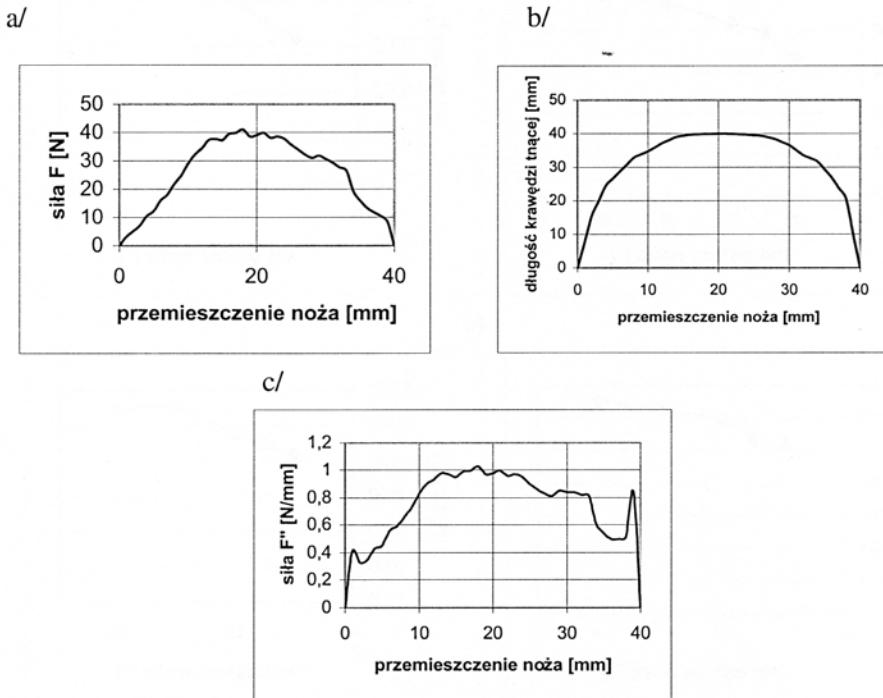 a/
b/
50
40
30
20
10
0
siła F [N]
0 20 40
przemieszczenie noża [mm]
50
40
30
20
10
0
długość krawędzi tnącej [mm]
0 10 20 30 40
przemieszczenie noża [mm]
c/
1,2
1
0,8
0,6
0,4
0,2
0
siła F" [N/mm]
0 10 20 30 40
przemieszczenie noża [mm]